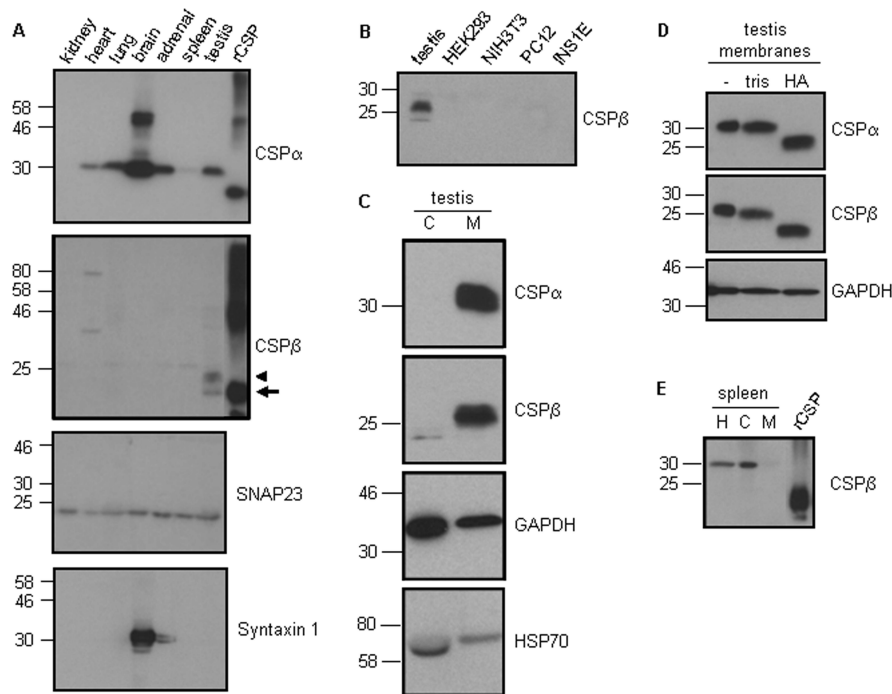 A
kidney heart lung brain adrenal spleen testis rCSP
58
46
30
CSPα
80
58
46
25
CSPβ
46
30
25
SNAP23
58
46
30
Syntaxin 1
B
testis HEK293 NIH3T3 PC12 INS1E
30
25
CSPβ
C
testis
C M
30
CSPα
25
CSPβ
46
30
GAPDH
80
58
HSP70
D
testis
membranes
- tris HA
30
25
CSPα
30
25
CSPβ
46
30
GAPDH
E
spleen
H C M rCSP
30
25
CSPβ